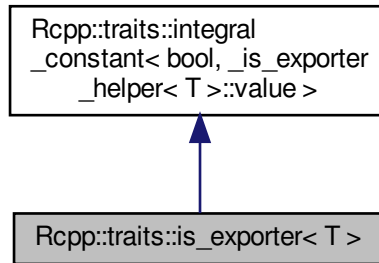 Rcpp::traits::integral
_constant< bool, _is_exporter
_helper< T >::value >
Rcpp::traits::is_exporter< T >